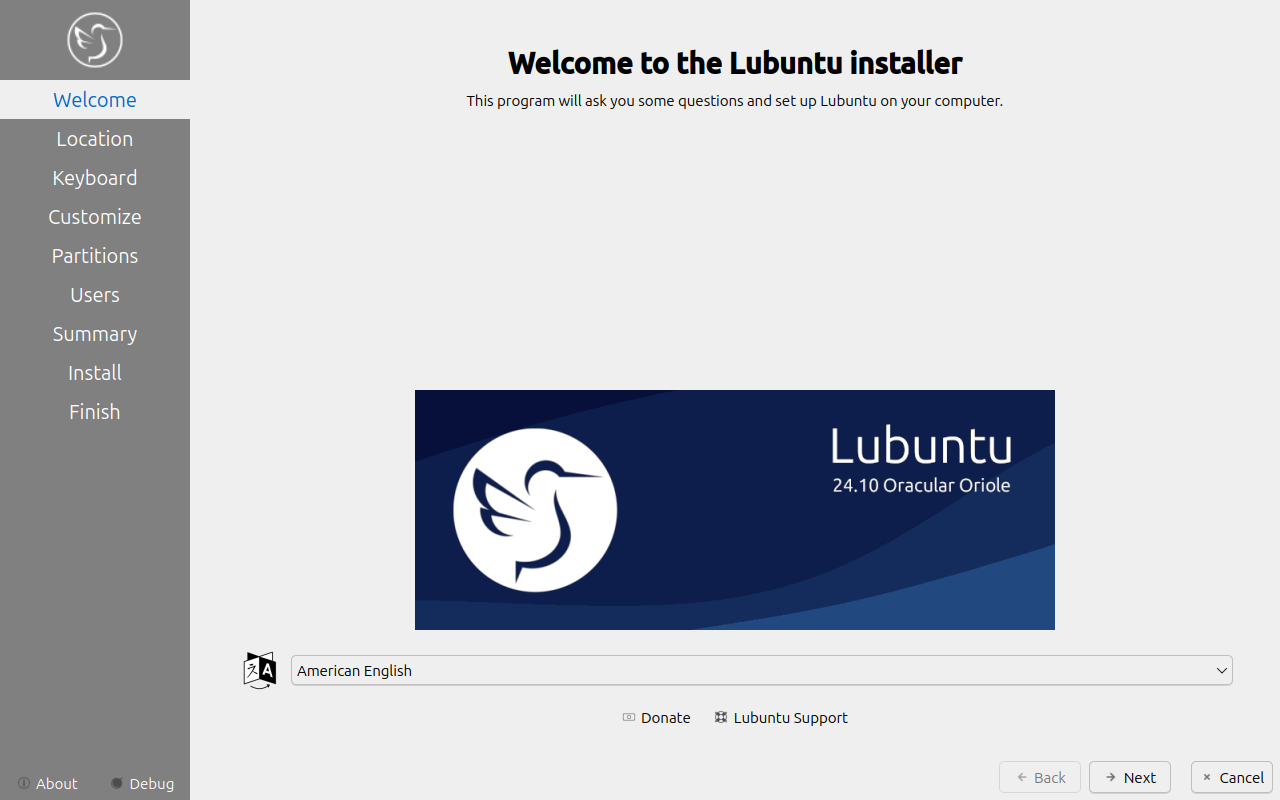 Welcome
Location
Keyboard
Customize
Partitions
Users
Summary
Install
Finish
About
Debug
Welcome to the Lubuntu installer
This program will ask you some questions and set up Lubuntu on your computer.
Lubuntu
24.10 Oracular Oriole
American English
Donate
Lubuntu Support
Back
Next
Cancel